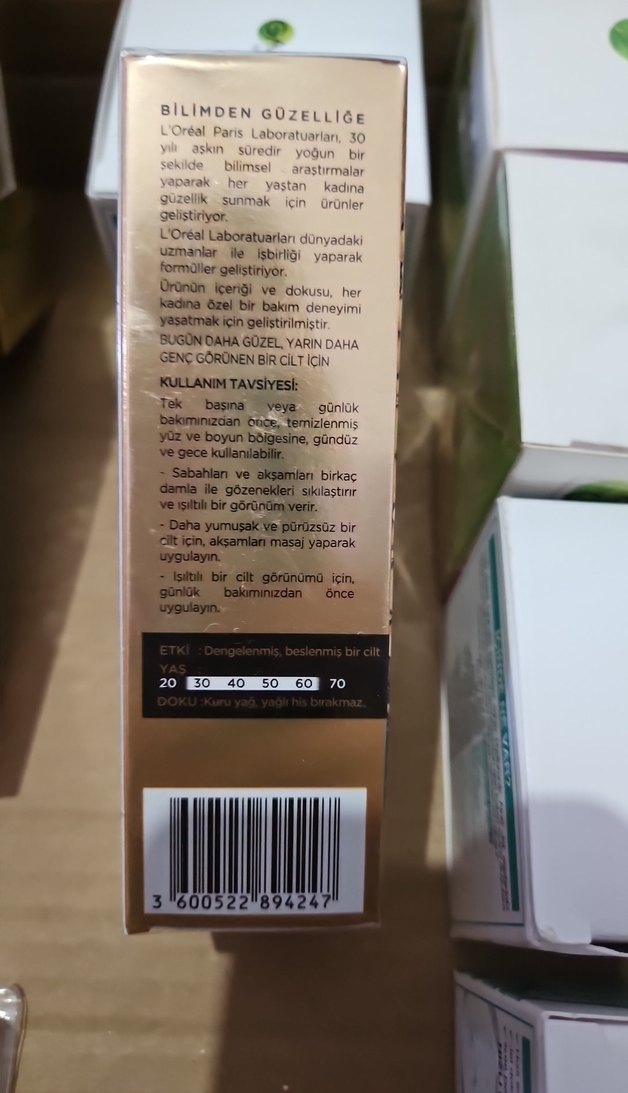 BİLİMDEN GÜZELLİĞE
L'Oréal Paris Laboratuarları, 30
yılı aşkın süredir yoğun bir
şekilde bilimsel araştırmalar
yaparak her yaştan kadına
güzellik sunmak için ürünler
geliştiriyor.
L'Oréal Laboratuarları dünyadaki
uzmanlar ile işbirliği yaparak
formüller geliştiriyor.
Ürünün içeriği ve dokusu, her
kadına özel bir bakım deneyimi
yaşatmak için geliştirilmiştir.
BUGÜN DAHA GÜZEL, YARIN DAHA
GENÇ GÖRÜNEN BİR CİLT İÇİN
KULLANIM TAVSİYESİ:
Tek başına veya günlük
bakımınızdan önce, temizlenmiş
yüz ve boyun bölgesine, gündüz
ve gece kullanılabilir.
- Sabahları ve akşamları birkaç
damla ile gözenekleri sıkılaştırır
ve ışıltılı bir görünüm verir.
- Daha yumuşak ve pürüzsüz bir
cilt için, akşamları masaj yaparak
uygulayın.
- Işıltılı bir cilt görünümü için,
günlük bakımınızdan önce
uygulayın.
ETKİ : Dengelenmiş, beslenmiş bir cilt
YAŞ :
20 30 40 50 60 70
DOKU :Kuru yağ, yağlı his bırakmaz.
3 600522 894247